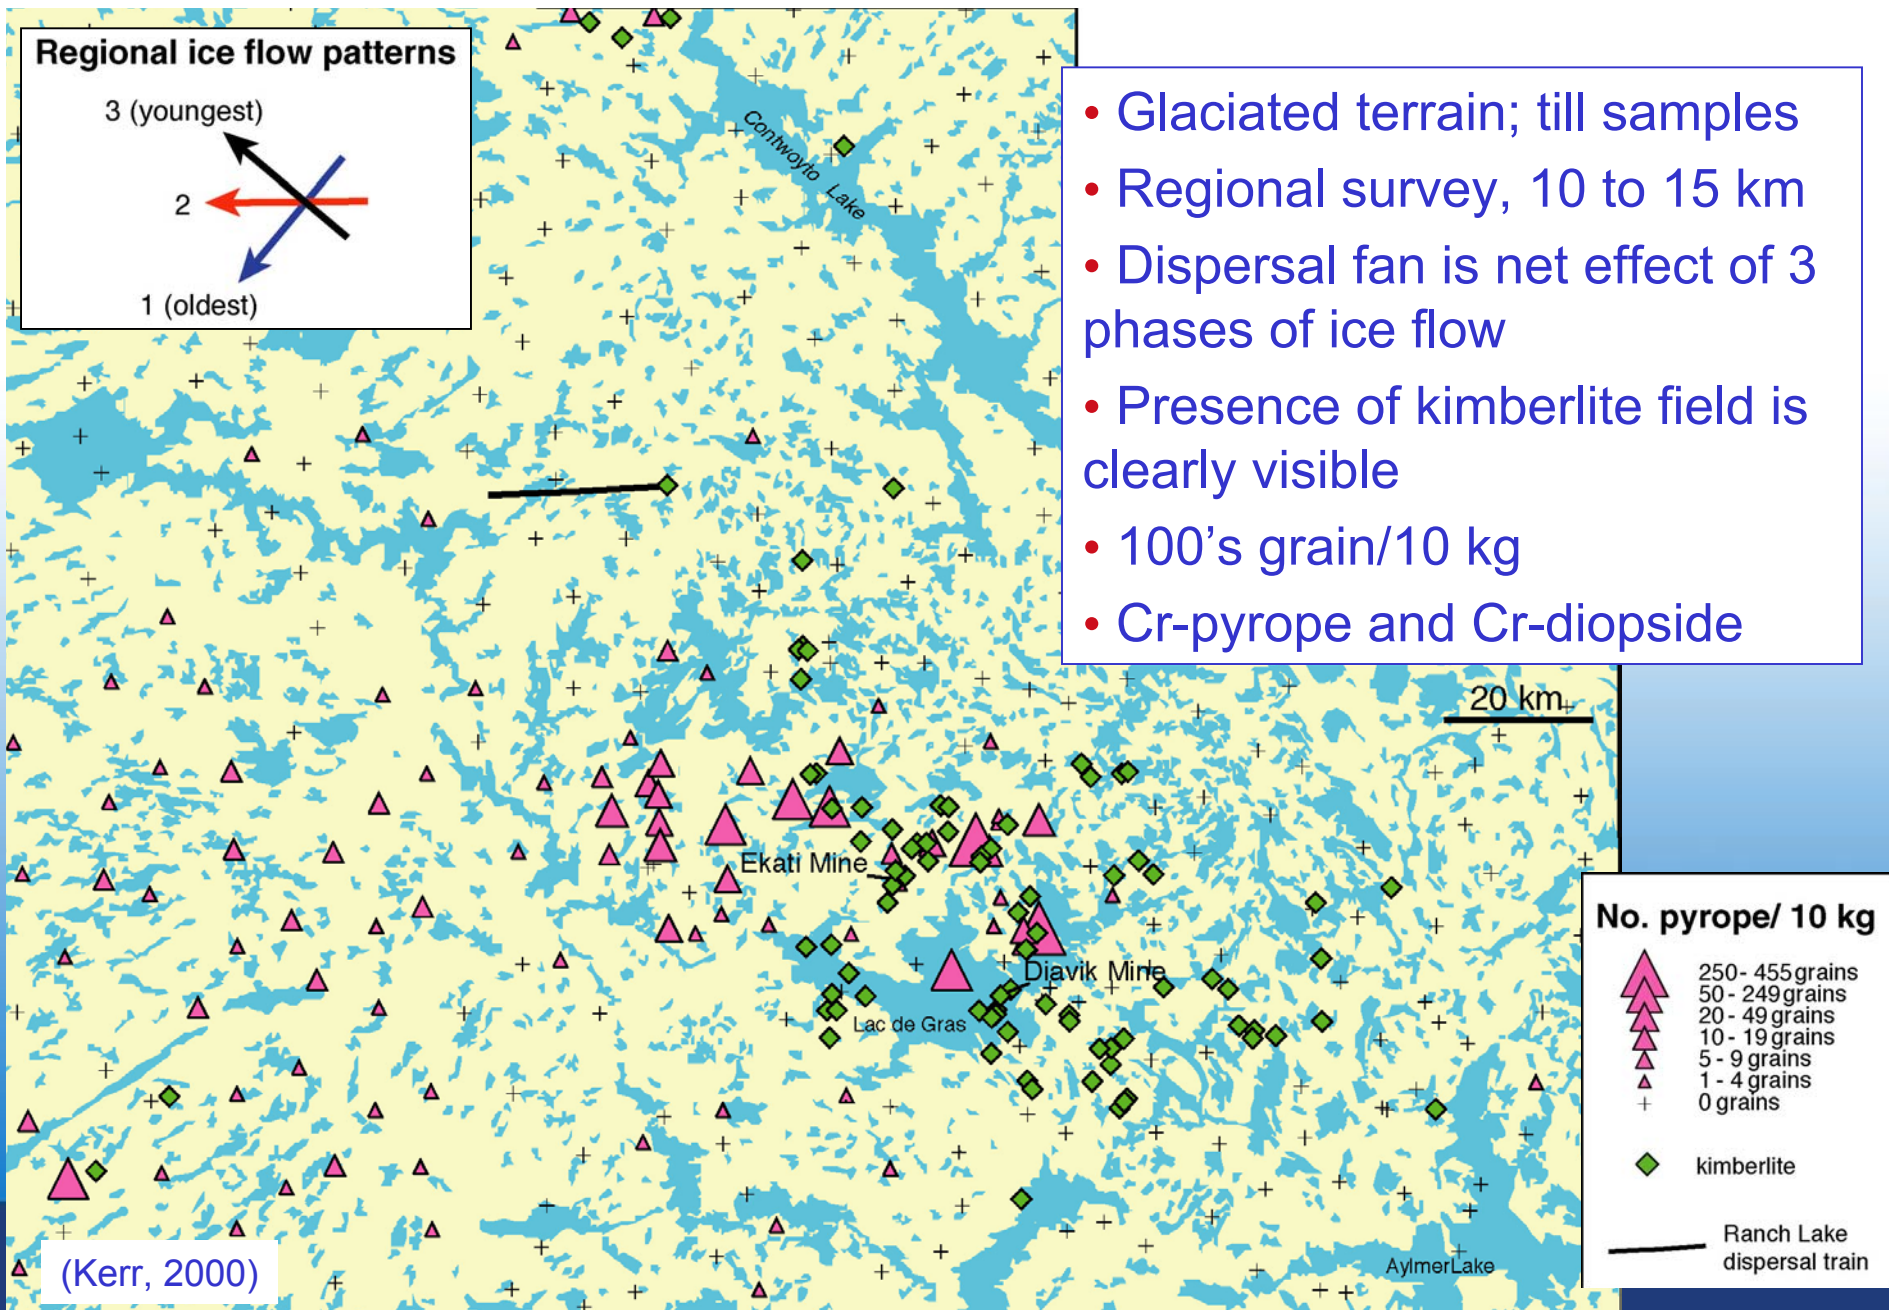 Regional ice flow patterns
3 (youngest)
2
1 (oldest)
• Glaciated terrain; till samples
• Regional survey, 10 to 15 km
• Dispersal fan is net effect of 3
phases of ice flow
• Presence of kimberlite field is
clearly visible
• 100’s grain/10 kg
• Cr-pyrope and Cr-diopside
Contwoyto Lake
20 km
Ekati Mine
Diavik Mine
Lac de Gras
AylmerLake
No. pyrope/ 10 kg
250- 455 grains
50 - 249 grains
20 - 49 grains
10 - 19 grains
5 - 9 grains
1 - 4 grains
0 grains
kimberlite
Ranch Lake
dispersal train
(Kerr, 2000)